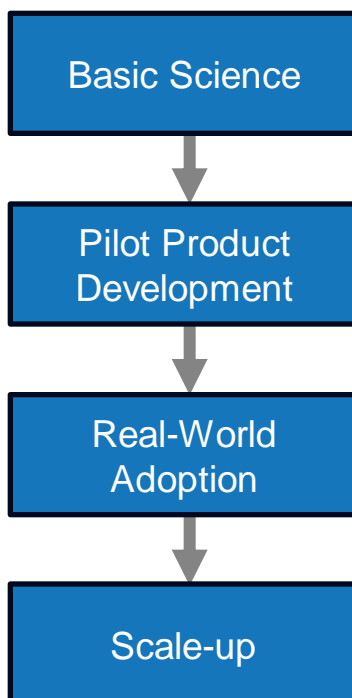 Basic Science
Pilot Product
Development
Real-World
Adoption
Scale-up